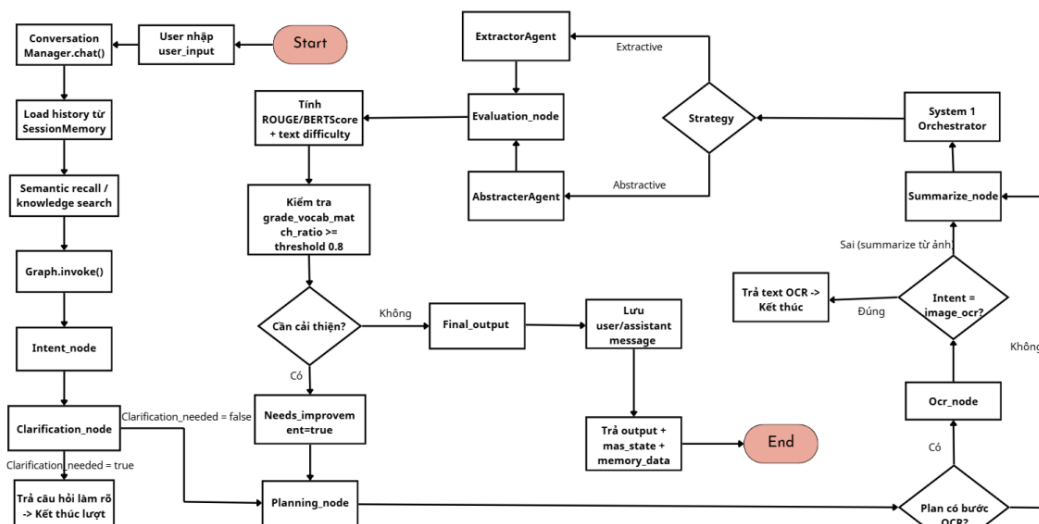 Start
User nhập
user_input
Conversation
Manager.chat()
Load history từ
SessionMemory
Semantic recall /
knowledge search
Graph.invoke()
Intent_node
Clarification_node
Clarification_needed = true
Trả câu hỏi làm rõ
-> Kết thúc lượt
Clarification_needed = false
Planning_node
Plan có bước
OCR?
Có
Không
Ocr_node
Intent =
image_ocr?
Đúng
Trả text OCR ->
Kết thúc
Sai (summarize từ ảnh)
Summarize_node
System 1
Orchestrator
Strategy
Extractive
ExtractorAgent
Abstractive
AbstracterAgent
Evaluation_node
Tính
ROUGE/BERTScore
+ text difficulty
Kiểm tra
grade_vocab_mat
ch_ratio >=
threshold 0.8
Cần cải thiện?
Có
Needs_improvem
ent=true
Không
Final_output
Lưu
user/assistant
message
Trả output +
mas_state +
memory_data
End